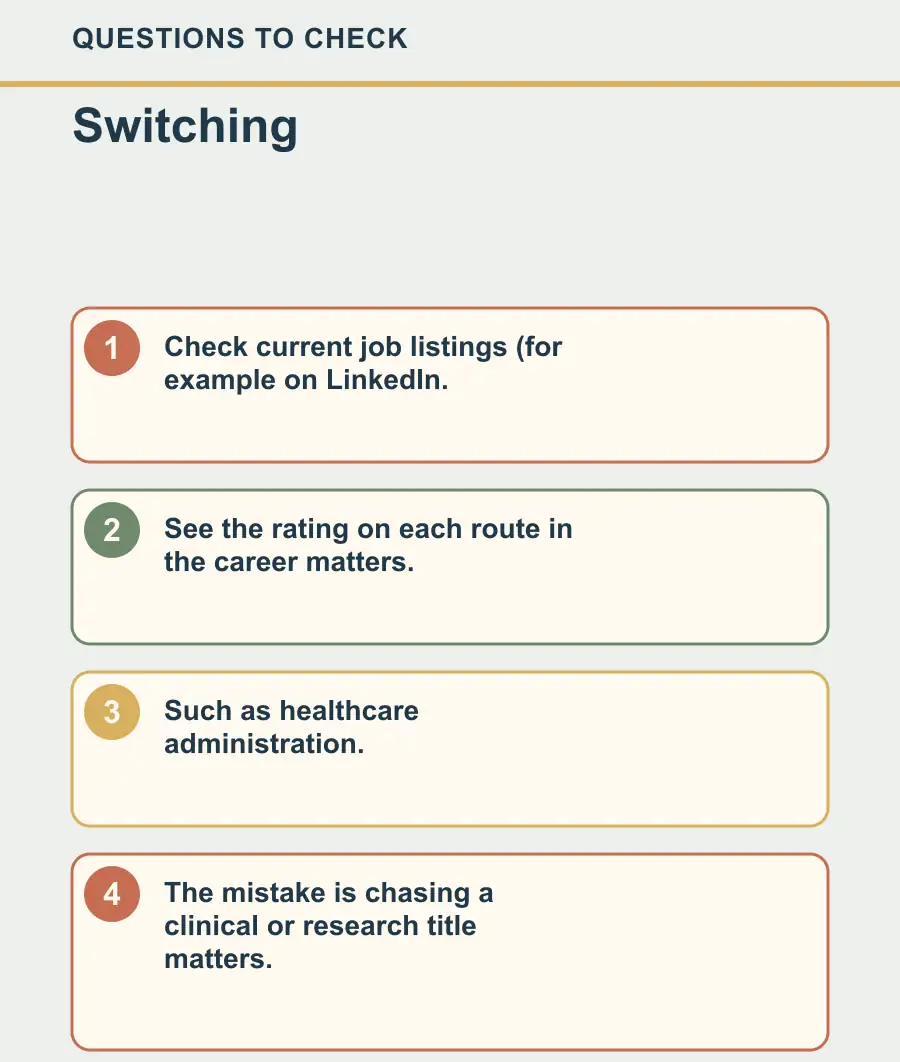 QUESTIONS TO CHECK
Switching
1
Check current job listings (for
example on LinkedIn.
2
See the rating on each route in
the career matters.
3
Such as healthcare
administration.
4
The mistake is chasing a
clinical or research title
matters.